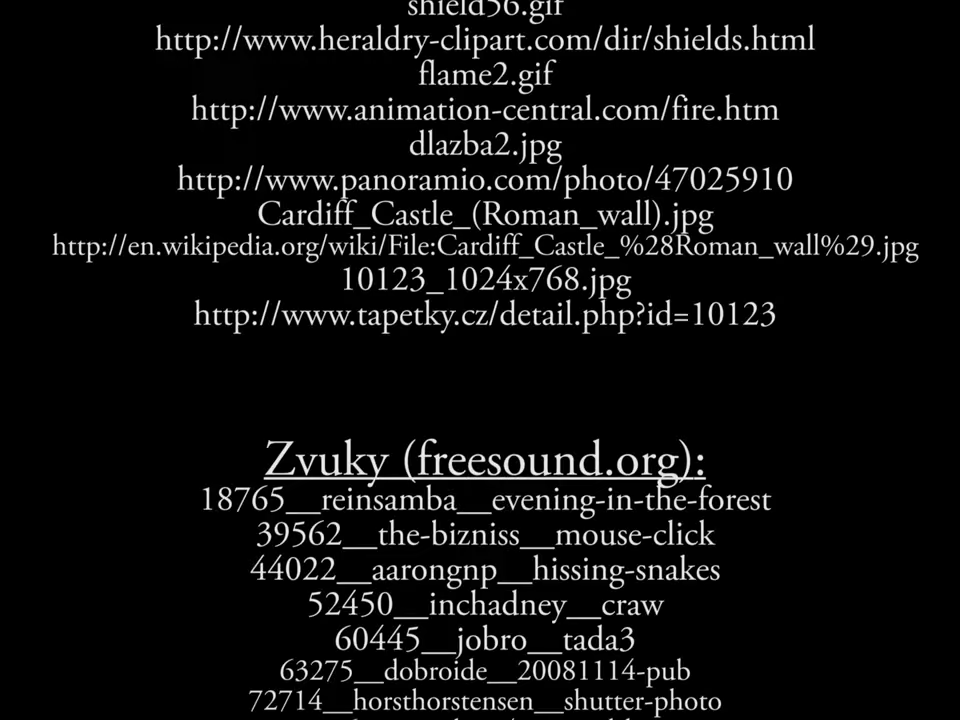 shield56.gif
http://www.heraldry-clipart.com/dir/shields.html
flame2.gif
http://www.animation-central.com/fire.htm
dlazba2.jpg
http://www.panoramio.com/photo/47025910
Cardiff_Castle_(Roman_wall).jpg
http://en.wikipedia.org/wiki/File:Cardiff_Castle_%28Roman_wall%29.jpg
10123_1024x768.jpg
http://www.tapetky.cz/detail.php?id=10123
Zvuky (freesound.org):
18765__reinsamba__evening-in-the-forest
39562__the-bizniss__mouse-click
44022__aarongnp__hissing-snakes
52450__inchadney__craw
60445__jobro__tada3
63275__dobroide__20081114-pub
72714__horsthorstensen__shutter-photo